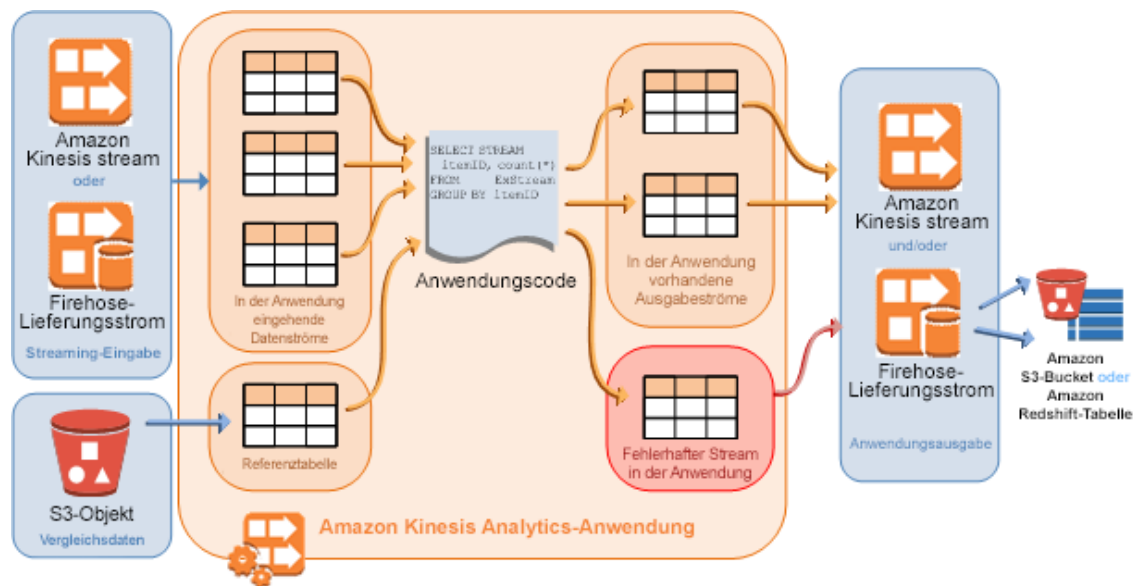 Amazon
Kinesis stream
oder
Firehose-
Lieferungsstrom
Streaming-Eingabe
S3-Objekt
Vergleichsdaten
In der Anwendung
eingehende
Datenströme
Referenztabelle
SELECT STREAM
itemID, count(*)
FROM ExStream
GROUP BY itemID
Anwendungscode
In der Anwendung
vorhandene
Ausgabeströme
Fehlerhafter Stream
in der Anwendung
Amazon Kinesis Analytics-Anwendung
Amazon
Kinesis stream
und/oder
Firehose-
Lieferungsstrom
Anwendungsausgabe
Amazon
S3-Bucket oder
Amazon
Redshift-Tabelle